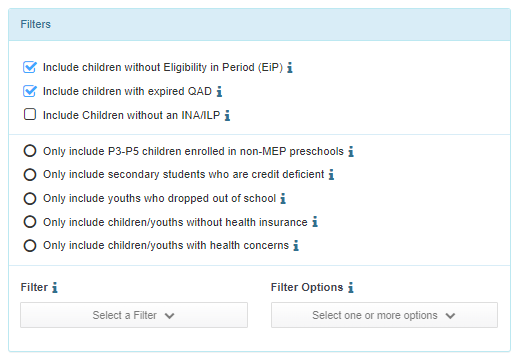 Filters
Include children without Eligibility in Period (EiP)
Include children with expired QAD
Include Children without an INA/ILP
Only include P3-P5 children enrolled in non-MEP preschools
Only include secondary students who are credit deficient
Only include youths who dropped out of school
Only include children/youths without health insurance
Only include children/youths with health concerns
Filter Filter Options
Select a Filter Select one or more options